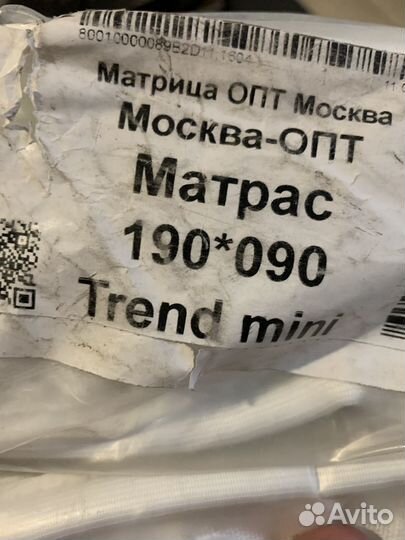 Матрица ОПТ Москва
Москва-ОПТ
Матрас
190*090
Trend mini
Avito